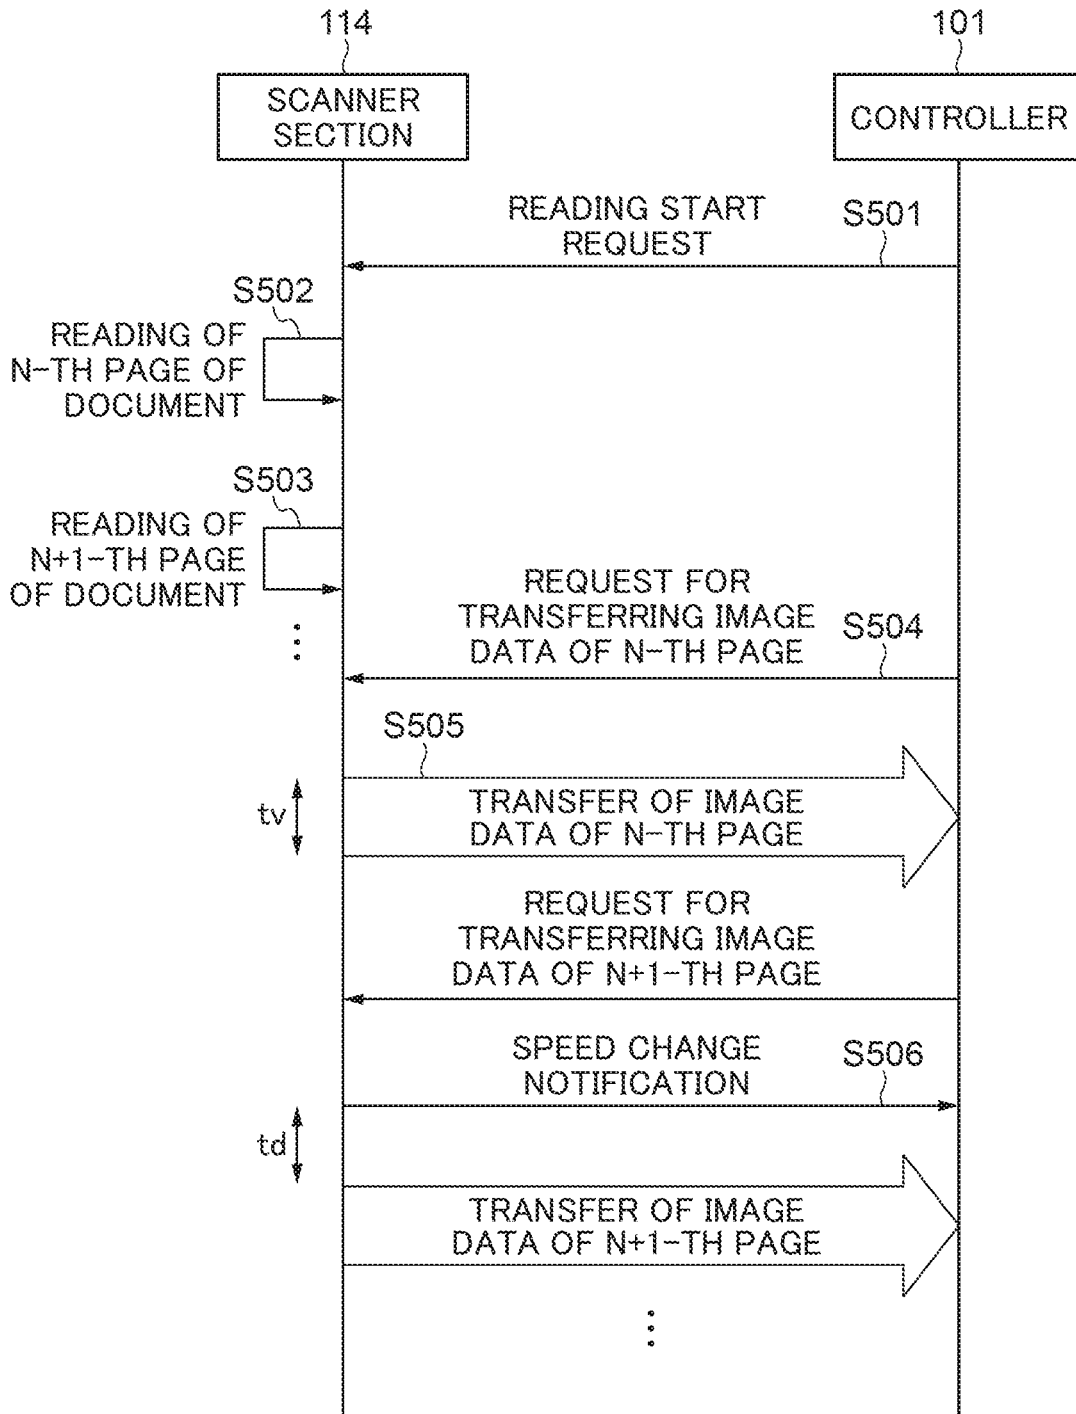 114
101
SCANNER
SECTION
CONTROLLER
READING START
REQUEST
S501
S502
READING OF
N-TH PAGE OF
DOCUMENT
S503
READING OF
N+1-TH PAGE
OF DOCUMENT
REQUEST FOR
TRANSFERRING IMAGE
DATA OF N-TH PAGE
S504
S505
tv
TRANSFER OF IMAGE
DATA OF N-TH PAGE
REQUEST FOR
TRANSFERRING IMAGE
DATA OF N+1-TH PAGE
SPEED CHANGE
NOTIFICATION
S506
td
TRANSFER OF IMAGE
DATA OF N+1-TH PAGE